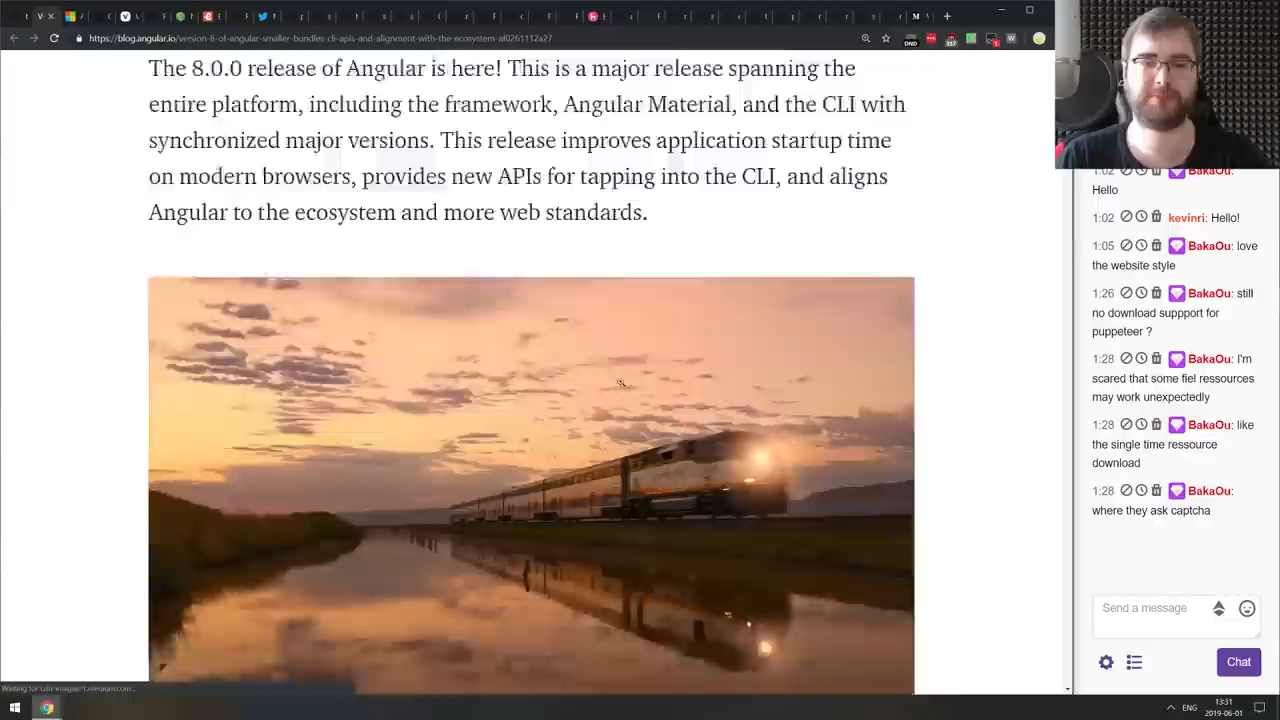 https://blog.angular.io/version-8-of-angular-smaller-bundles-cli-apis-and-alignment-with-the-ecosystem-af0261112a27
DND
337
1
W
The 8.0.0 release of Angular is here! This is a major release spanning the
entire platform, including the framework, Angular Material, and the CLI with
synchronized major versions. This release improves application startup time
on modern browsers, provides new APIs for tapping into the CLI, and aligns
Angular to the ecosystem and more web standards.
1:02 BakaOu:
Hello
1:02 kevinri: Hello!
1:05 BakaOu: love
the website style
1:26 BakaOu: still
no download suppport for
puppeteer ?
1:28 BakaOu: I'm
scared that some fiel ressources
may work unexpectedly
1:28 BakaOu: like
the single time ressource
download
1:28 BakaOu:
where they ask captcha
Send a message
Chat
ENG
13:31
2019-06-01